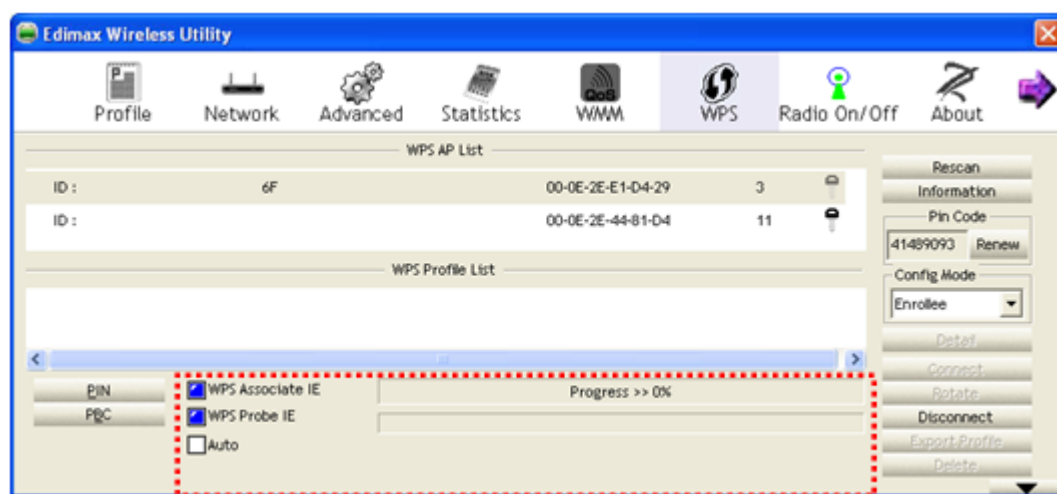 Edimax Wireless Utility
Profile Network Advanced Statistics QoS WMM WPS Radio On/Off About
WPS AP List
ID : 6F 00-0E-2E-E1-D4-29 3
ID : 00-0E-2E-44-81-D4 11
WPS Profile List
Rescan
Information
Pin Code
41489093 Renew
Config Mode
Enrollee
Detail
Connect
Rotate
Disconnect
Export Profile
Delete
PIN
PBC
WPS Associate IE
Progress >> 0%
WPS Probe IE
Auto